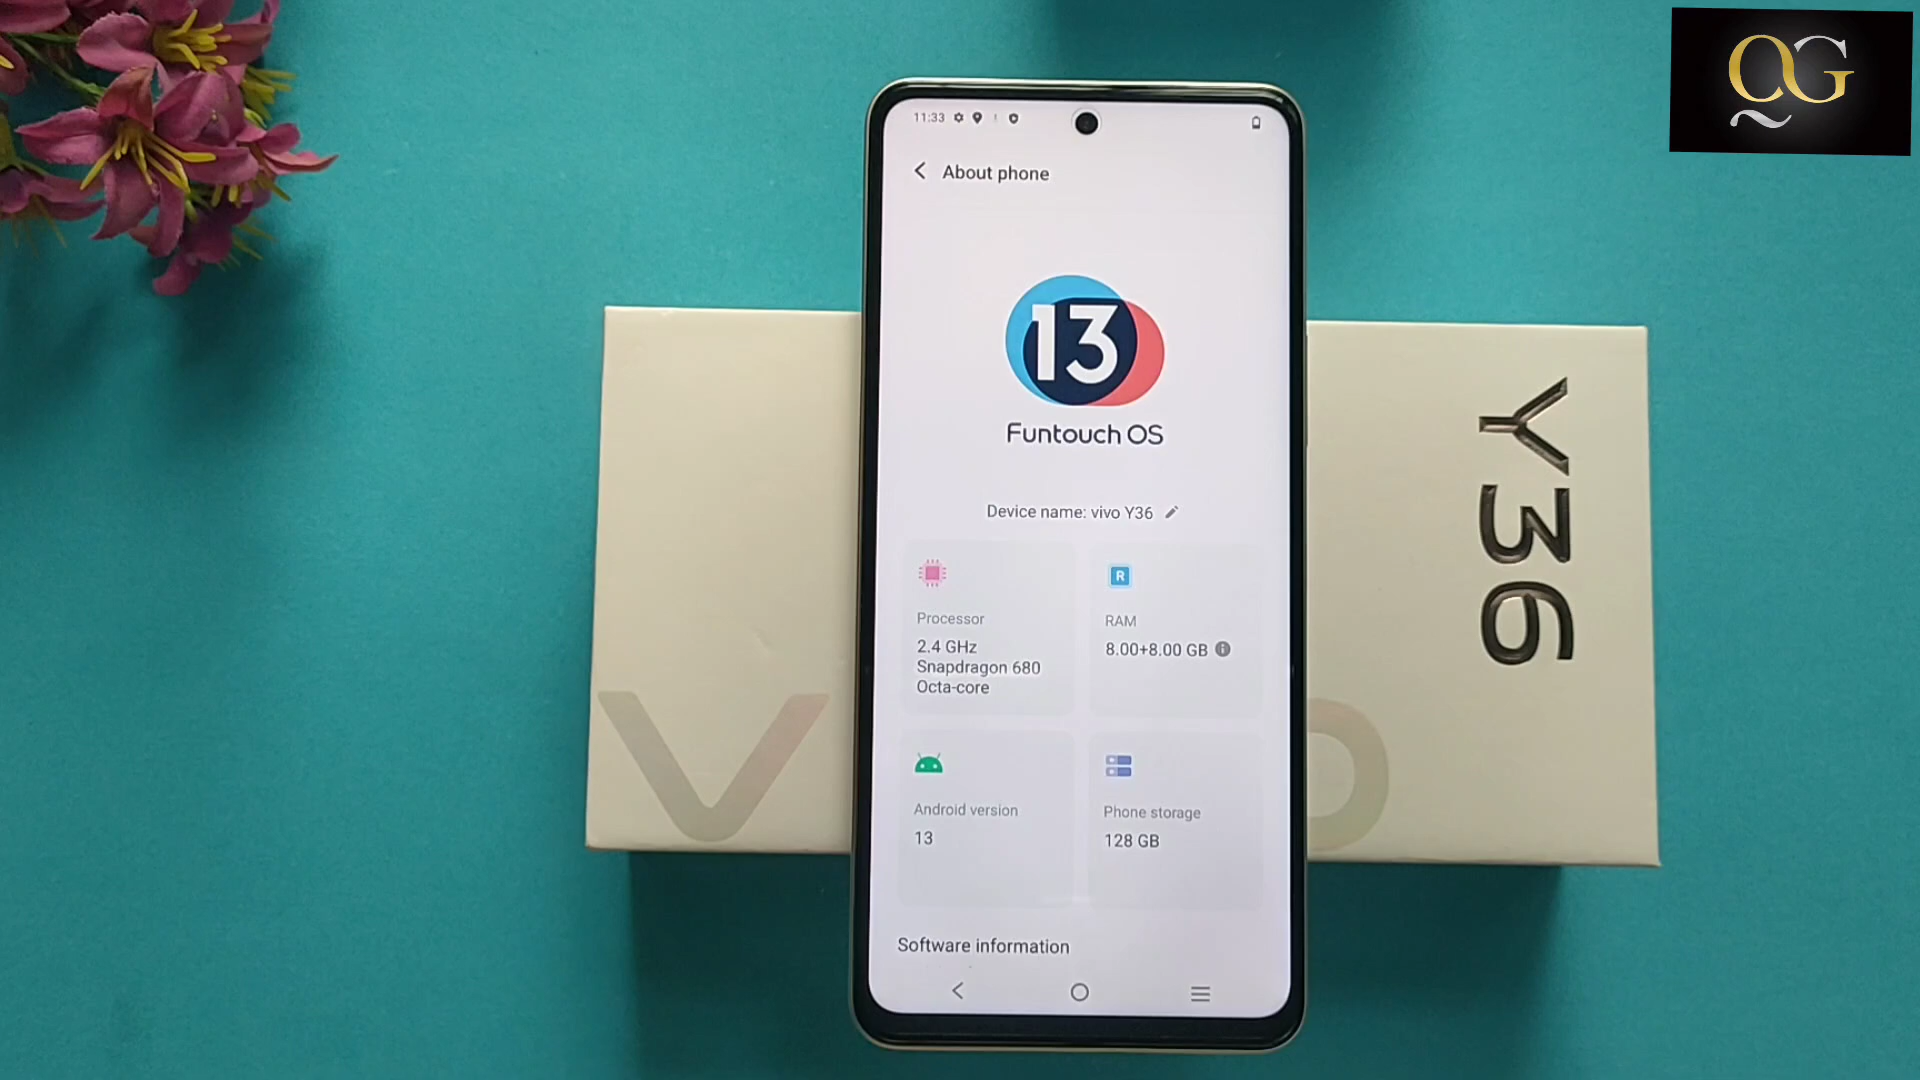 QG
11:33
About phone
13
Funtouch OS
Device name: vivo Y36
Processor
2.4 GHz
Snapdragon 680
Octa-core
R
RAM
8.00+8.00 GB
Android version
13
Phone storage
128 GB
Software information
V
O
Y36